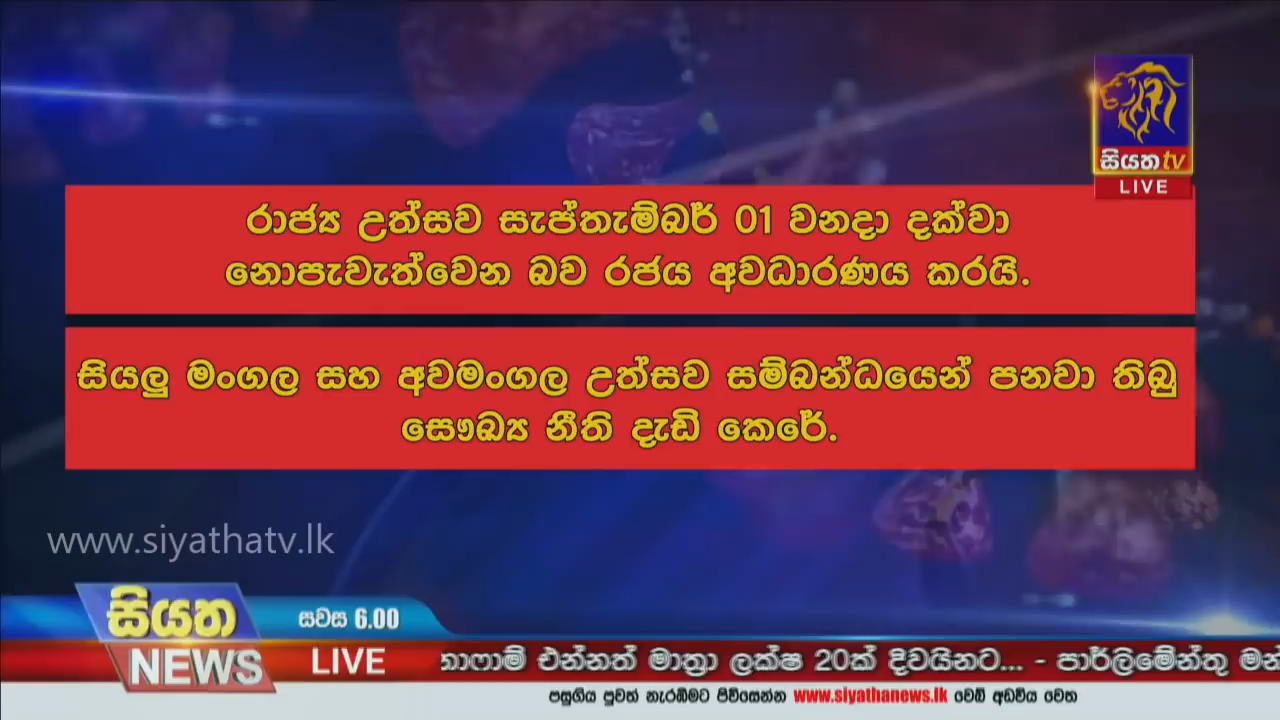 සියත tv
LIVE
රාජ්‍ය උත්සව සැප්තැම්බර් 01 වනදා දක්වා
නොපැවැත්වෙන බව රජය අවධාරණය කරයි.
සියලු මංගල සහ අවමංගල උත්සව සම්බන්ධයෙන් පනවා තිබු
සෞඛ්‍ය නීති දැඩි කෙරේ.
www.siyathatv.lk
සියත
NEWS
සවස 6.00
LIVE
එන්නත් මාත්‍රා ලක්ෂ 20ක් දිවයිනට... - පාර්ලිමේන්තු
පසුගිය පුවත් නැරඹීමට පිවිසෙන්න www.siyathanews.lk වෙබ් අඩවිය වෙත